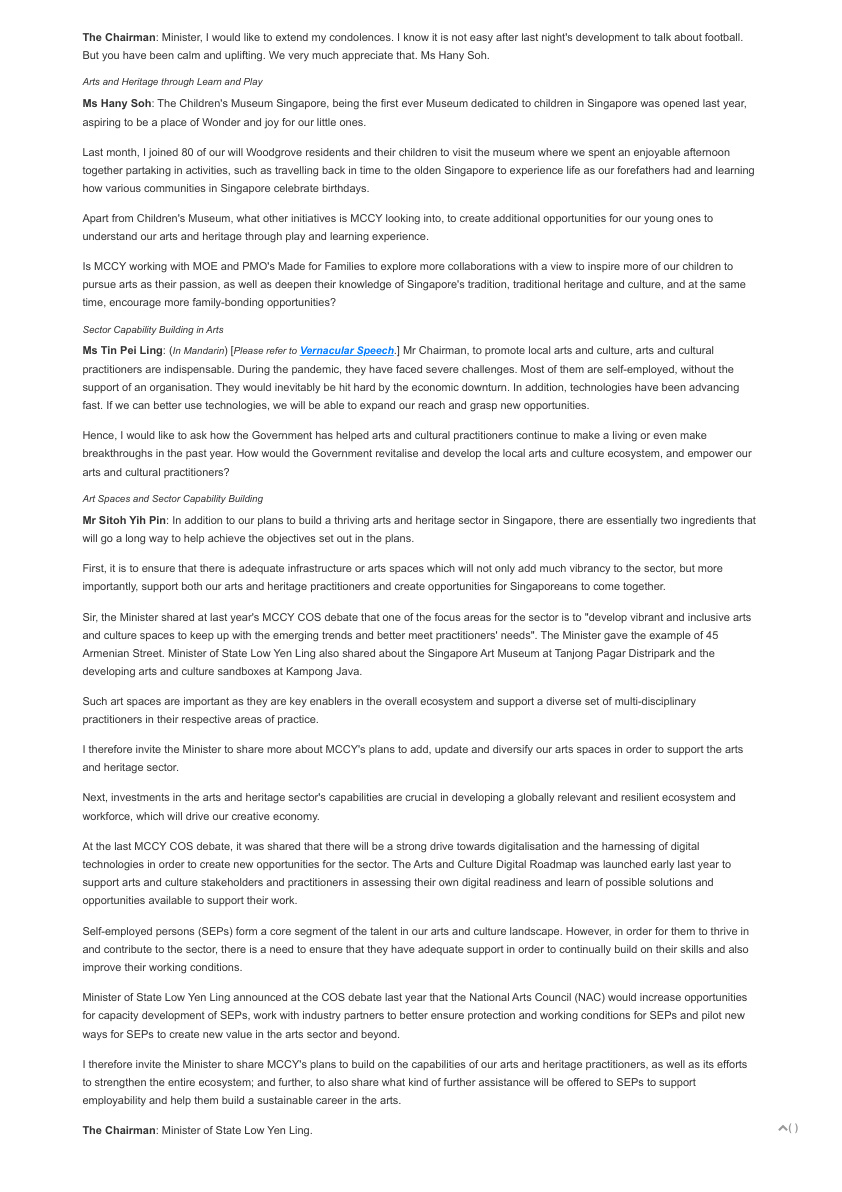 The Chairman: Minister, I would like to extend my condolences. I know it is not easy after last night's development to talk about football.
But you have been calm and uplifting. We very much appreciate that. Ms Hany Soh.
Arts and Heritage through Learn and Play
Ms Hany Soh: The Children's Museum Singapore, being the first ever Museum dedicated to children in Singapore was opened last year,
aspiring to be a place of Wonder and joy for our little ones.
Last month, I joined 80 of our will Woodgrove residents and their children to visit the museum where we spent an enjoyable afternoon
together partaking in activities, such as travelling back in time to the olden Singapore to experience life as our forefathers had and learning
how various communities in Singapore celebrate birthdays.
Apart from Children's Museum, what other initiatives is MCCY looking into, to create additional opportunities for our young ones to
understand our arts and heritage through play and learning experience.
Is MCCY working with MOE and PMO's Made for Families to explore more collaborations with a view to inspire more of our children to
pursue arts as their passion, as well as deepen their knowledge of Singapore's tradition, traditional heritage and culture, and at the same
time, encourage more family-bonding opportunities?
Sector Capability Building in Arts
Ms Tin Pei Ling: (In Mandarin) [Please refer to Vernacular Speech.] Mr Chairman, to promote local arts and culture, arts and cultural
practitioners are indispensable. During the pandemic, they have faced severe challenges. Most of them are self-employed, without the
support of an organisation. They would inevitably be hit hard by the economic downturn. In addition, technologies have been advancing
fast. If we can better use technologies, we will be able to expand our reach and grasp new opportunities.
Hence, I would like to ask how the Government has helped arts and cultural practitioners continue to make a living or even make
breakthroughs in the past year. How would the Government revitalise and develop the local arts and culture ecosystem, and empower our
arts and cultural practitioners?
Art Spaces and Sector Capability Building
Mr Sitoh Yih Pin: In addition to our plans to build a thriving arts and heritage sector in Singapore, there are essentially two ingredients that
will go a long way to help achieve the objectives set out in the plans.
First, it is to ensure that there is adequate infrastructure or arts spaces which will not only add much vibrancy to the sector, but more
importantly, support both our arts and heritage practitioners and create opportunities for Singaporeans to come together.
Sir, the Minister shared at last year's MCCY COS debate that one of the focus areas for the sector is to "develop vibrant and inclusive arts
and culture spaces to keep up with the emerging trends and better meet practitioners' needs". The Minister gave the example of 45
Armenian Street. Minister of State Low Yen Ling also shared about the Singapore Art Museum at Tanjong Pagar Distripark and the
developing arts and culture sandboxes at Kampong Java.
Such art spaces are important as they are key enablers in the overall ecosystem and support a diverse set of multi-disciplinary
practitioners in their respective areas of practice.
I therefore invite the Minister to share more about MCCY's plans to add, update and diversify our arts spaces in order to support the arts
and heritage sector.
Next, investments in the arts and heritage sector's capabilities are crucial in developing a globally relevant and resilient ecosystem and
workforce, which will drive our creative economy.
At the last MCCY COS debate, it was shared that there will be a strong drive towards digitalisation and the harnessing of digital
technologies in order to create new opportunities for the sector. The Arts and Culture Digital Roadmap was launched early last year to
support arts and culture stakeholders and practitioners in assessing their own digital readiness and learn of possible solutions and
opportunities available to support their work.
Self-employed persons (SEPs) form a core segment of the talent in our arts and culture landscape. However, in order for them to thrive in
and contribute to the sector, there is a need to ensure that they have adequate support in order to continually build on their skills and also
improve their working conditions.
Minister of State Low Yen Ling announced at the COS debate last year that the National Arts Council (NAC) would increase opportunities
for capacity development of SEPs, work with industry partners to better ensure protection and working conditions for SEPs and pilot new
ways for SEPs to create new value in the arts sector and beyond.
I therefore invite the Minister to share MCCY's plans to build on the capabilities of our arts and heritage practitioners, as well as its efforts
to strengthen the entire ecosystem; and further, to also share what kind of further assistance will be offered to SEPs to support
employability and help them build a sustainable career in the arts.
The Chairman: Minister of State Low Yen Ling.
( )